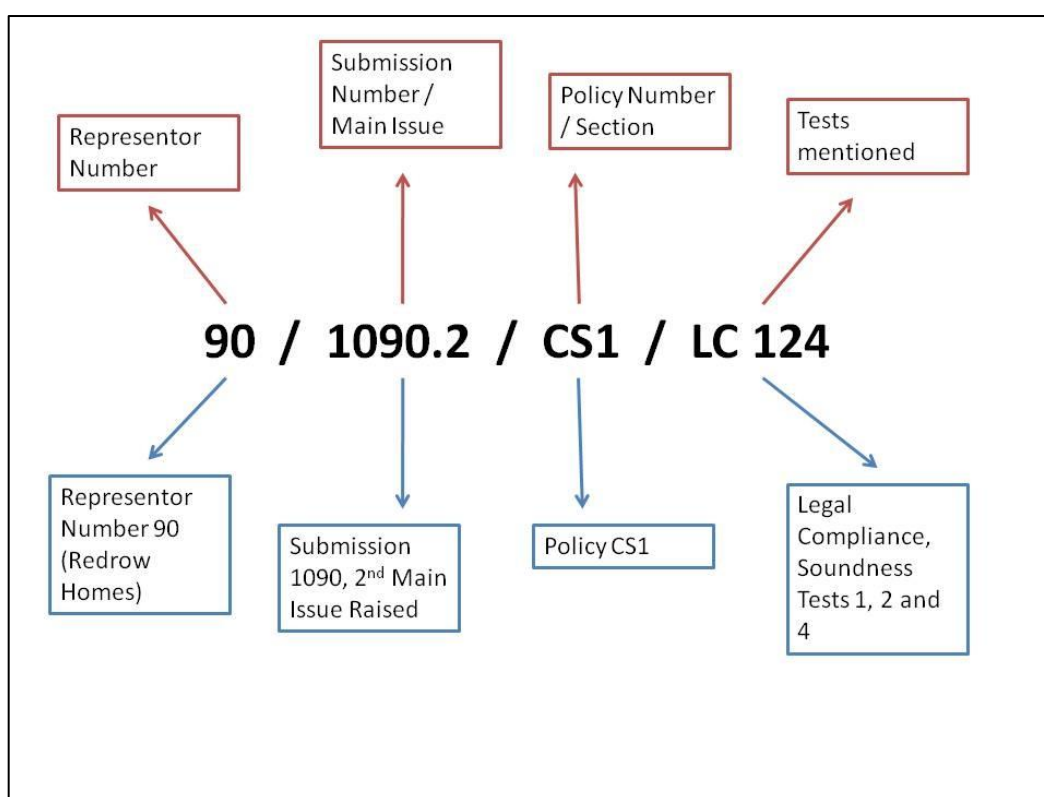 Representor
Number
Submission
Number /
Main Issue
Policy Number
/ Section
Tests
mentioned
90 / 1090.2 / CS1 / LC 124
Representor
Number 90
(Redrow
Homes)
Submission
1090, 2nd Main
Issue Raised
Policy CS1
Legal
Compliance,
Soundness
Tests 1, 2 and
4